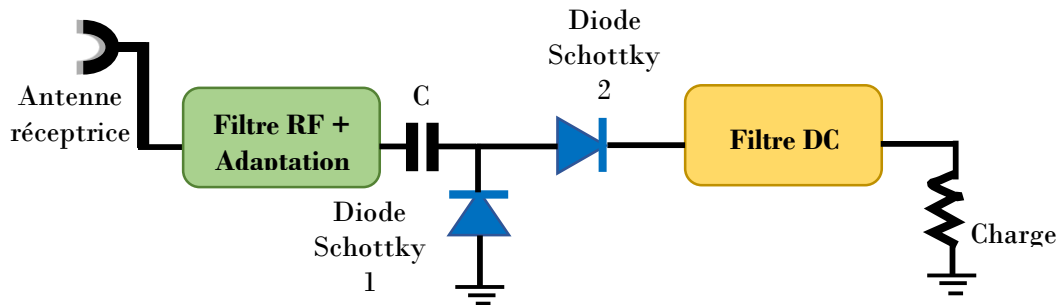 Antenne
réceptrice
Filtre RF +
Adaptation
C
Diode
Schottky
1
Diode
Schottky
2
Filtre DC
Charge